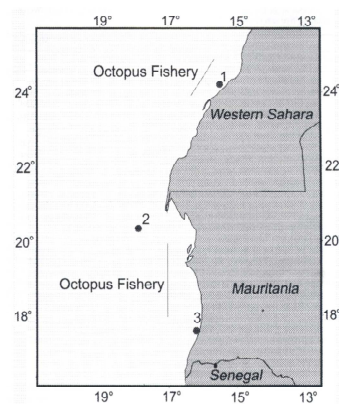 19° 17° 15° 13°
Octopus Fishery
1
24° 24°
Western Sahara
22° 22°
2
20° 20°
Octopus Fishery
Mauritania
18° 18°
3
Senegal
19° 17° 15° 13°